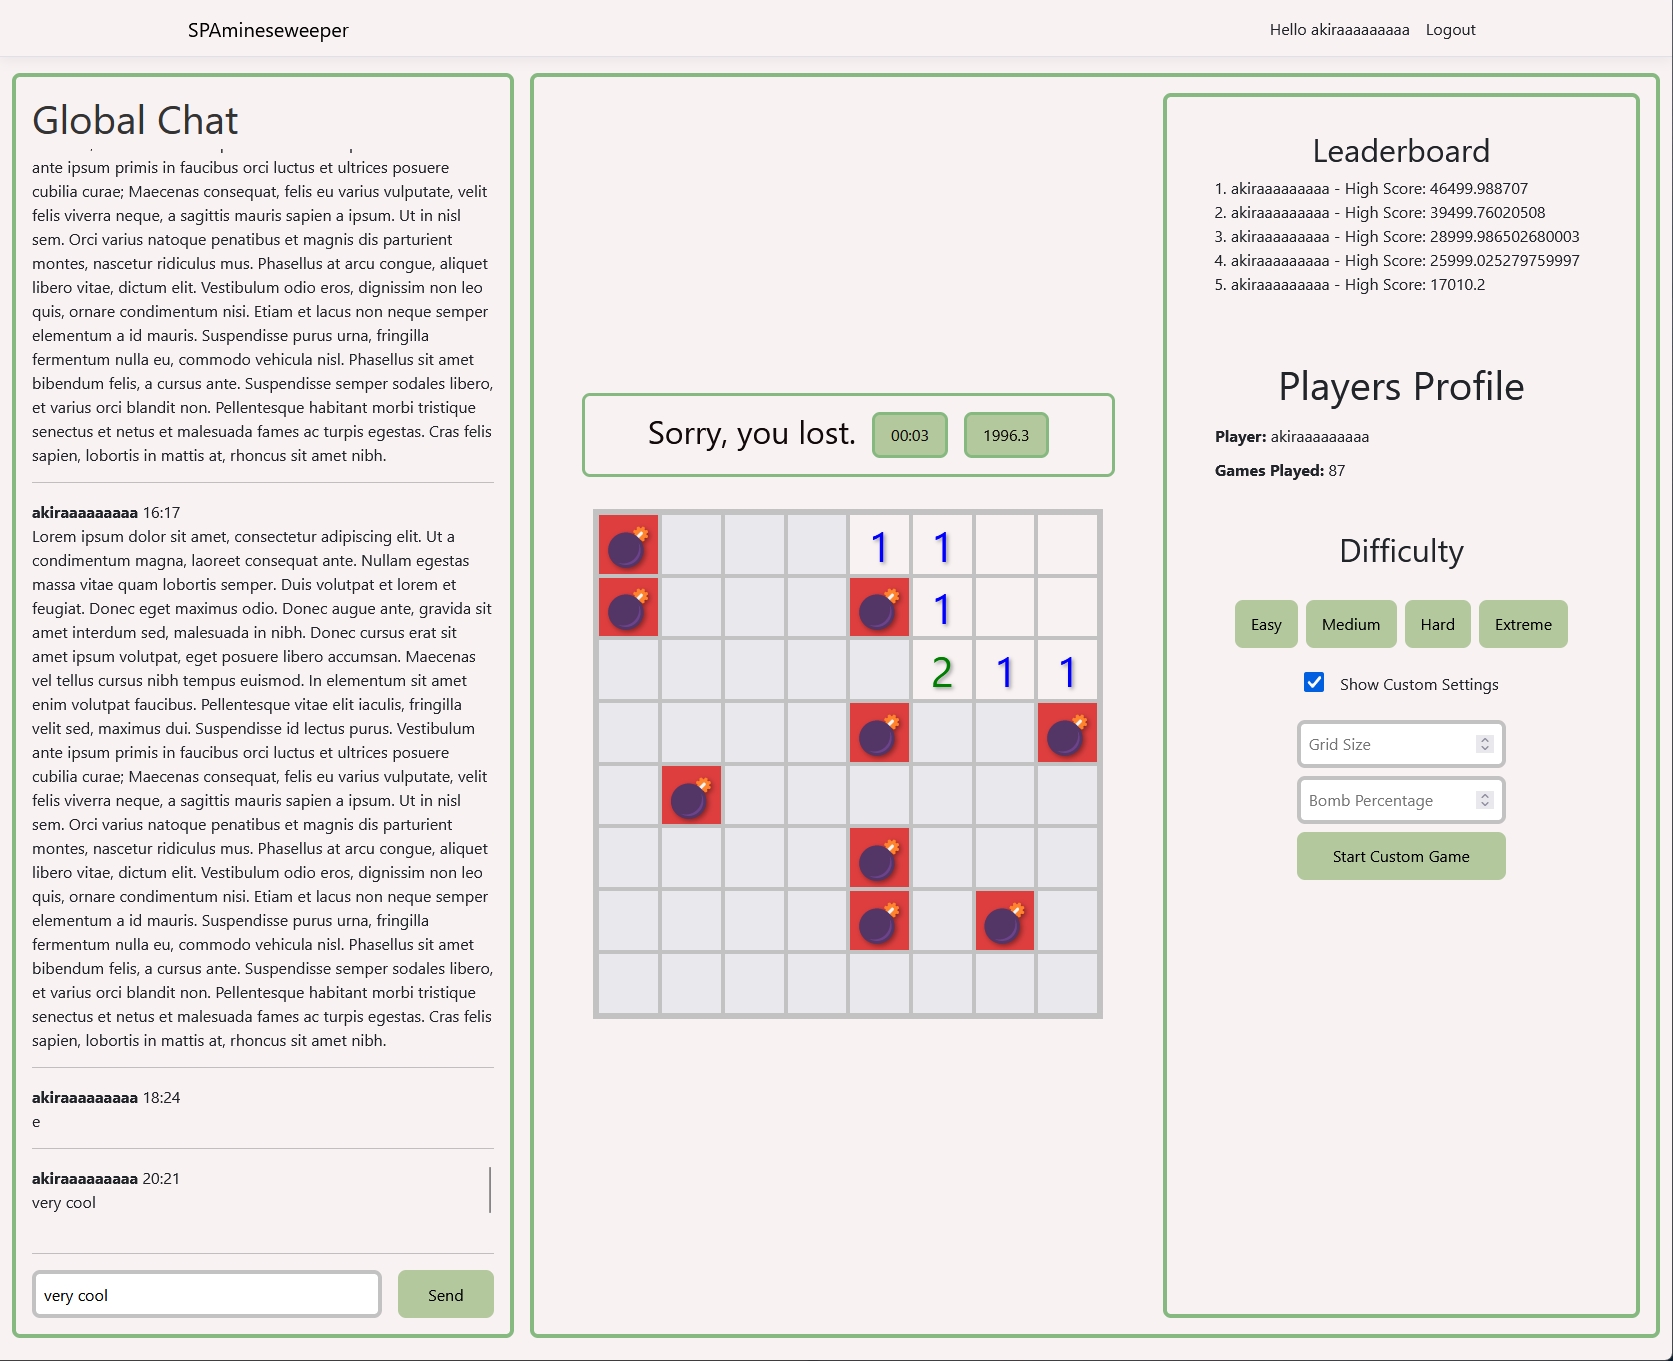 SPAmineseweeper
Hello akiraaaaaaaaa Logout
Global Chat
ante ipsum primis in faucibus orci luctus et ultrices posuere
cubilia curae; Maecenas consequat, felis eu varius vulputate, velit
felis viverra neque, a sagittis mauris sapien a ipsum. Ut in nisl
sem. Orci varius natoque penatibus et magnis dis parturient
montes, nascetur ridiculus mus. Phasellus at arcu congue, aliquet
libero vitae, dictum elit. Vestibulum odio eros, dignissim non leo
quis, ornare condimentum nisi. Etiam et lacus non neque semper
elementum a id mauris. Suspendisse purus urna, fringilla
fermentum nulla eu, commodo vehicula nisl. Phasellus sit amet
bibendum felis, a cursus ante. Suspendisse semper sodales libero,
et varius orci blandit non. Pellentesque habitant morbi tristique
senectus et netus et malesuada fames ac turpis egestas. Cras felis
sapien, lobortis in mattis at, rhoncus sit amet nibh.
akiraaaaaaaaa 16:17
Lorem ipsum dolor sit amet, consectetur adipiscing elit. Ut a
condimentum magna, laoreet consequat ante. Nullam egestas
massa vitae quam lobortis semper. Duis volutpat et lorem et
feugiat. Donec eget maximus odio. Donec augue ante, gravida sit
amet interdum sed, malesuada in nibh. Donec cursus erat sit
amet ipsum volutpat, eget posuere libero accumsan. Maecenas
vel tellus cursus nibh tempus euismod. In elementum sit amet
enim volutpat faucibus. Pellentesque vitae elit iaculis, fringilla
velit sed, maximus dui. Suspendisse id lectus purus. Vestibulum
ante ipsum primis in faucibus orci luctus et ultrices posuere
cubilia curae; Maecenas consequat, felis eu varius vulputate, velit
felis viverra neque, a sagittis mauris sapien a ipsum. Ut in nisl
sem. Orci varius natoque penatibus et magnis dis parturient
montes, nascetur ridiculus mus. Phasellus at arcu congue, aliquet
libero vitae, dictum elit. Vestibulum odio eros, dignissim non leo
quis, ornare condimentum nisi. Etiam et lacus non neque semper
elementum a id mauris. Suspendisse purus urna, fringilla
fermentum nulla eu, commodo vehicula nisl. Phasellus sit amet
bibendum felis, a cursus ante. Suspendisse semper sodales libero,
et varius orci blandit non. Pellentesque habitant morbi tristique
senectus et netus et malesuada fames ac turpis egestas. Cras felis
sapien, lobortis in mattis at, rhoncus sit amet nibh.
akiraaaaaaaaa 18:24
e
akiraaaaaaaaa 20:21
very cool
very cool
Send
Sorry, you lost. 00:03 1996.3
1 1
1
2 1 1
Leaderboard
1. akiraaaaaaaaa - High Score: 46499.988707
2. akiraaaaaaaaa - High Score: 39499.76020508
3. akiraaaaaaaaa - High Score: 28999.986502680003
4. akiraaaaaaaaa - High Score: 25999.025279759997
5. akiraaaaaaaaa - High Score: 17010.2
Players Profile
Player: akiraaaaaaaaa
Games Played: 87
Difficulty
Easy Medium Hard Extreme
Show Custom Settings
Grid Size
Bomb Percentage
Start Custom Game